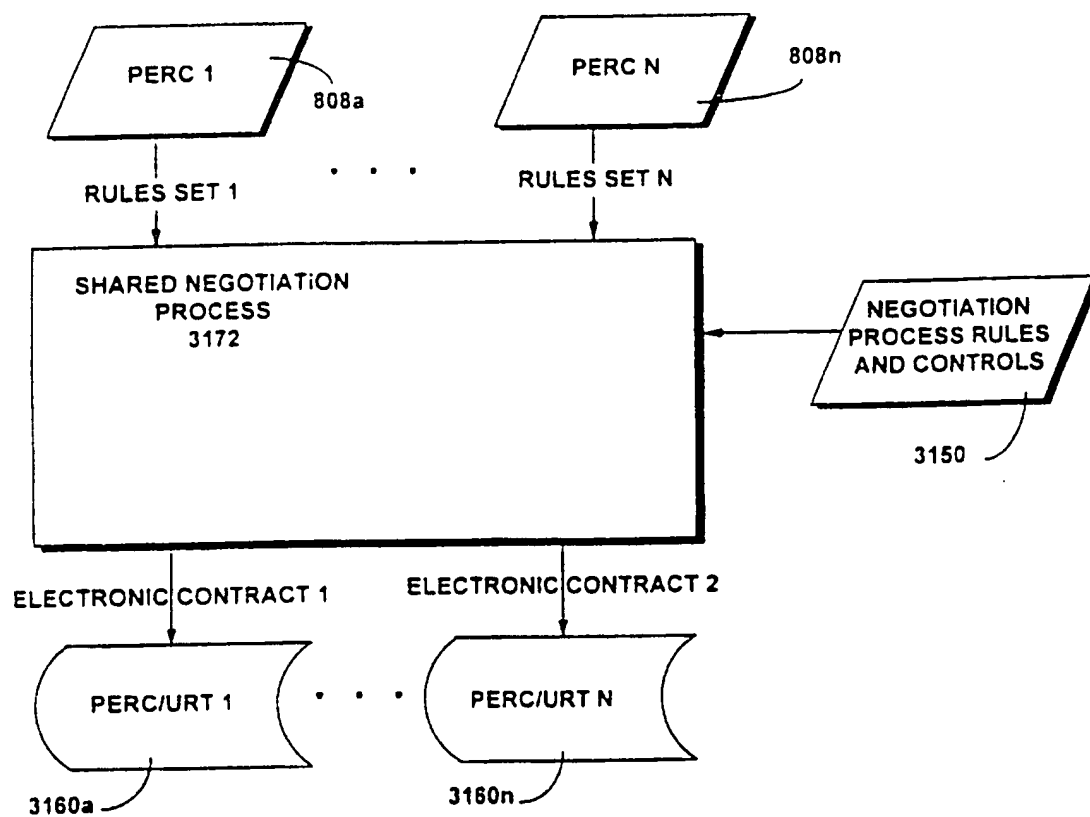 PERC 1
808a
PERC N
808n
RULES SET 1
RULES SET N
SHARED NEGOTIATiON
PROCESS
3172
NEGOTIATION
PROCESS RULES
AND CONTROLS
3150
ELECTRONIC CONTRACT 1
ELECTRONIC CONTRACT 2
PERC/URT 1
PERC/URT N
3160a
3160n